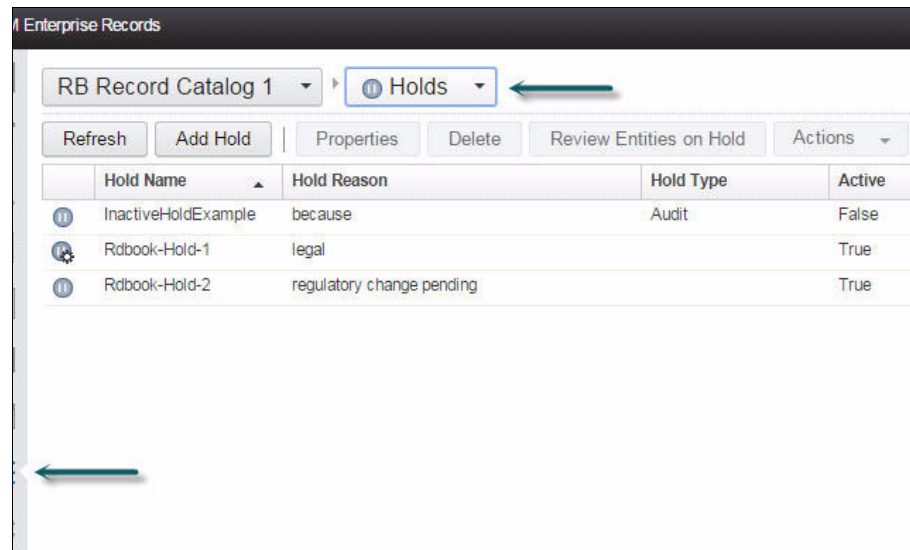 Enterprise Records
RB Record Catalog 1 Holds
Refresh Add Hold Properties Delete Review Entities on Hold Actions
Hold Name Hold Reason Hold Type Active
InactiveHoldExample because Audit False
Rdbook-Hold-1 legal True
Rdbook-Hold-2 regulatory change pending True